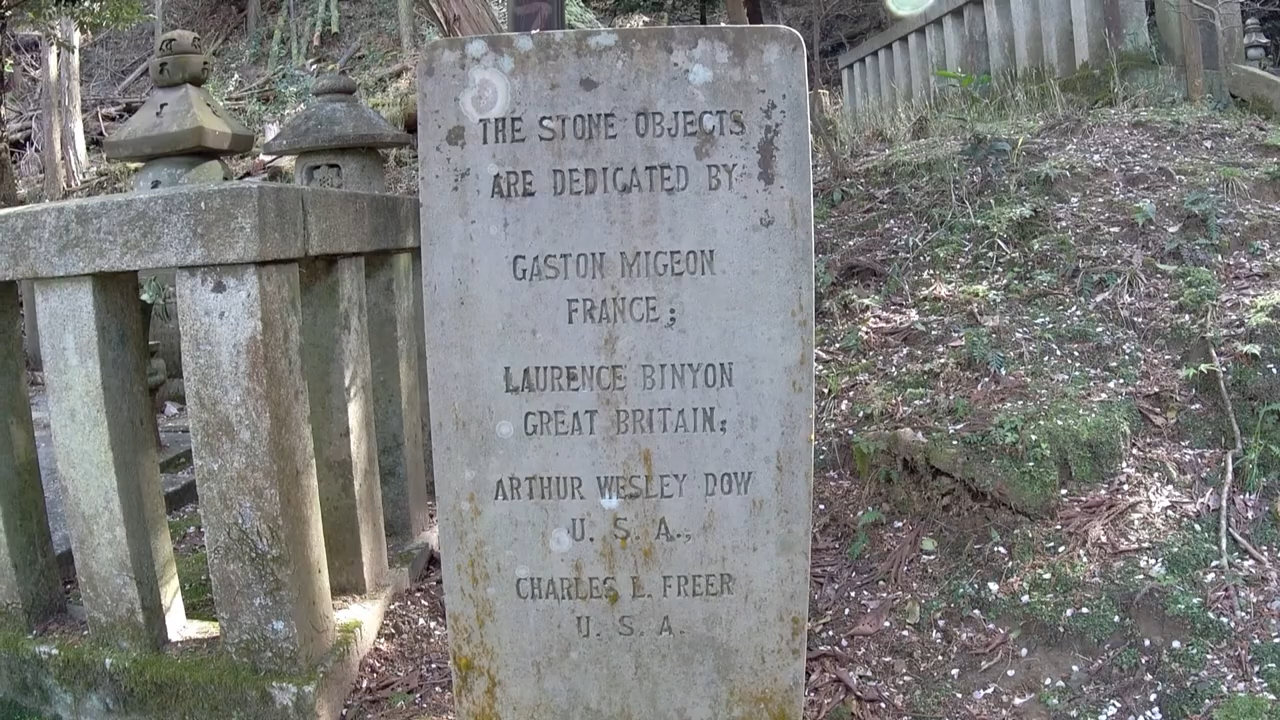 THE STONE OBJECTS
ARE DEDICATED BY
GASTON MIGEON
FRANCE;
LAURENCE BINYON
GREAT BRITAIN;
ARTHUR WESLEY DOW
U. S. A.,
CHARLES L. FREER
U. S. A.